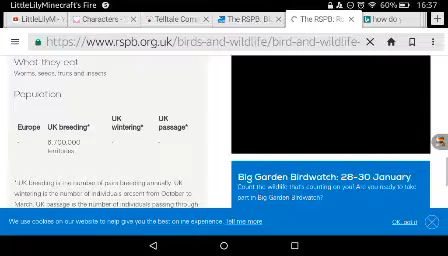 LittleLilyMinecraft's Fire
60% 16:37
LittleLilyM- Y
Characters -
Telltale Comp
The RSPB: Bi
The RSPB: R
how do y
https://www.rspb.org.uk/birds-and-wildlife/bird-and-wildlife-
What they eat
Worms, seeds, fruits and insects
Population
Europe UK breeding* UK wintering* UK passage*
- 6,700,000 territories - -
* UK breeding is the number of pairs breeding annually. UK
wintering is the number of individuals present from October to
March. UK passage is the number of individuals passing through
Big Garden Birdwatch: 28-30 January
Count the wildlife that's counting on you! Are you ready to take
part in Big Garden Birdwatch?
We use cookies on our website to help give you the best online experience. Tell me more
OK, got it